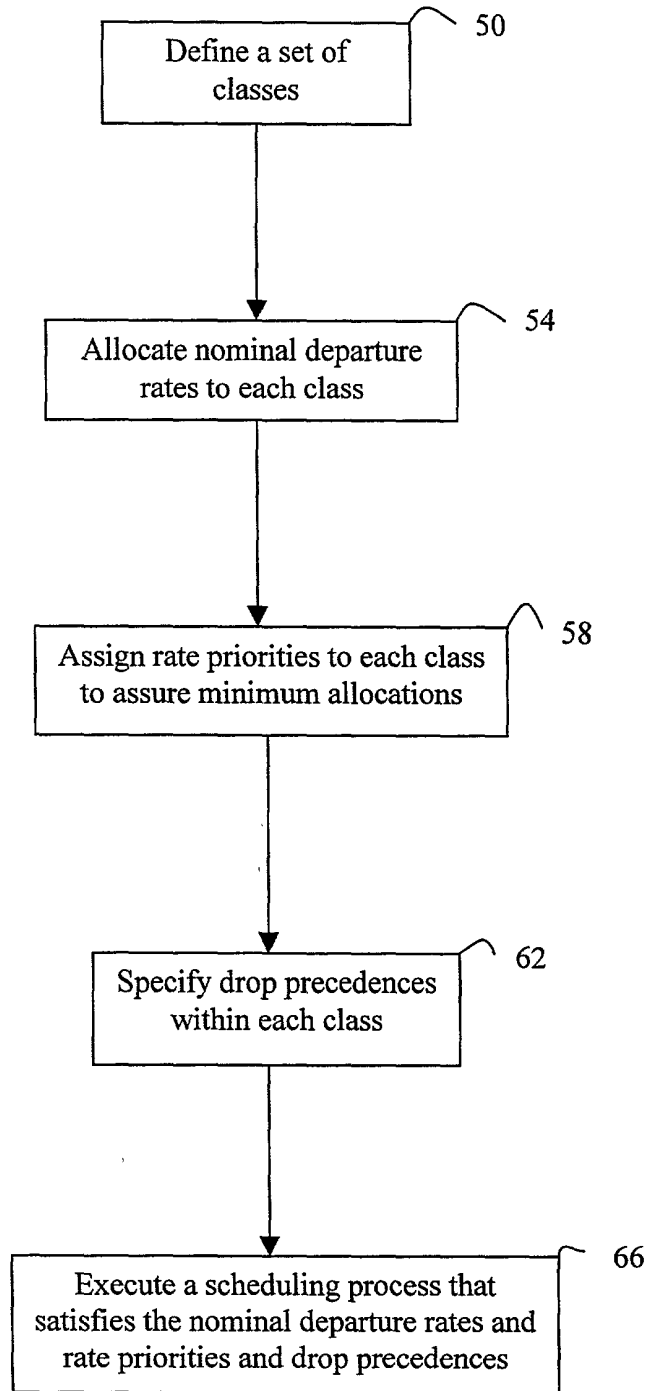 50
Define a set of
classes
54
Allocate nominal departure
rates to each class
58
Assign rate priorities to each class
to assure minimum allocations
62
Specify drop precedences
within each class
66
Execute a scheduling process that
satisfies the nominal departure rates and
rate priorities and drop precedences